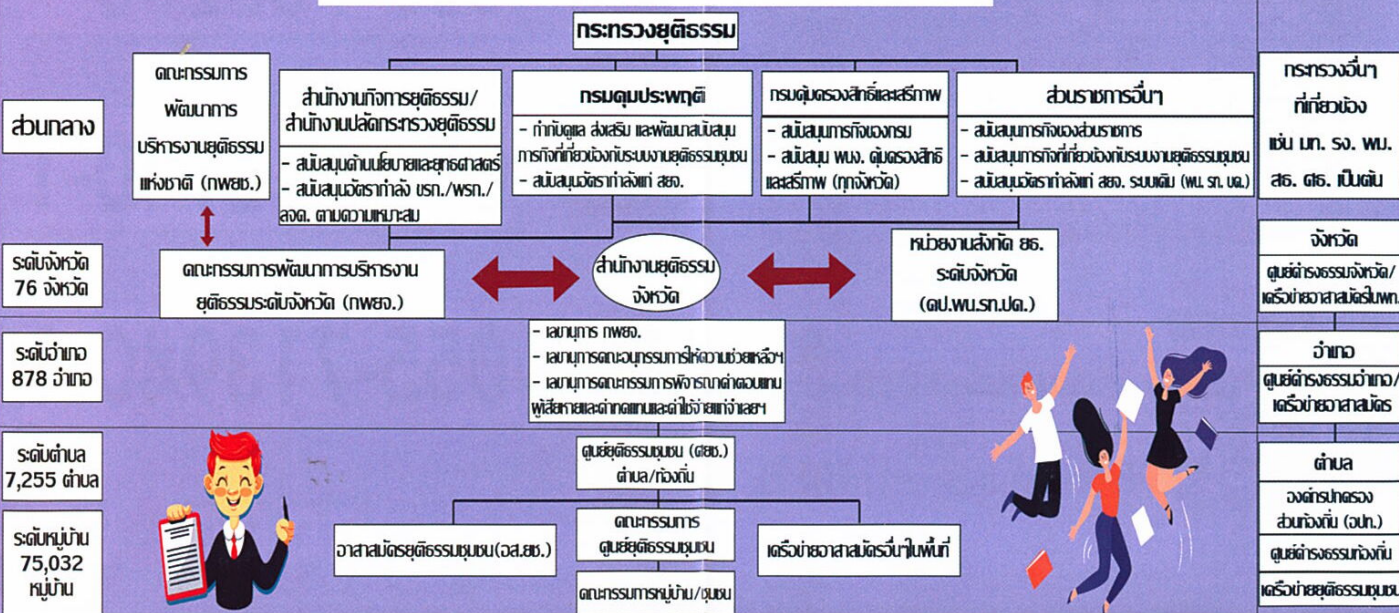 กระทรวงยุติธรรม
ส่วนกลาง
คณะกรรมการ
พัฒนาการ
บริหารงานยุติธรรม
แห่งชาติ (กพยช.)
สำนักงานกิจการยุติธรรม/
สำนักงานปลัดกระทรวงยุติธรรม
- สนับสนุนด้านนโยบายและยุทธศาสตร์
- สนับสนุนอัตรากำลัง ขรก./พรก./
ลจด. ตามความเหมาะสม
กรมคุมประพฤติ
- กำกับดูแล ส่งเสริม และพัฒนาสนับสนุน
ภารกิจที่เกี่ยวข้องกับระบบงานยุติธรรมชุมชน
- สนับสนุนอัตรากำลังแก่ สยจ.
กรมคุ้มครองสิทธิ์และสรีภาพ
- สนับสนุนภารกิจของกรม
- สนับสนุน พนง. คุ้มครองสิทธิ
และสรีภาพ (ทุกจังหวัด)
ส่วนราชการอื่นๆ
- สนับสนุนภารกิจของส่วนราชการ
- สนับสนุนภารกิจที่เกี่ยวข้องกับระบบงานยุติธรรมชุมชน
- สนับสนุนอัตรากำลังแก่ สยจ. ระบบเดิม (พน. รท. บด.)
กระทรวงอื่นๆ
ที่เกี่ยวข้อง
เช่น มท. รง. พม.
สธ. ศธ. เป็นต้น
ระดับจังหวัด
76 จังหวัด
คณะกรรมการพัฒนาการบริหารงาน
ยุติธรรมระดับจังหวัด (กพยจ.)
สำนักงานยุติธรรม
จังหวัด
หน่วยงานสังกัด ยธ.
ระดับจังหวัด
(คป.พน.รท.ปด.)
จังหวัด
ศูนย์ดำรงธรรมจังหวัด/
เครือข่ายอาสาสมัครในพท.
ระดับอำเภอ
878 อำเภอ
- เลขานุการ กพยจ.
- เลขานุการคณะอนุกรรมการให้ความช่วยเหลือฯ
- เลขานุการคณะกรรมการพิจารณาค่าตอบแทน
ผู้เสียหายและค่าทดแทนและค่าใช้จ่ายแก่จำเลยฯ
อำเภอ
ศูนย์ดำรงธรรมอำเภอ/
เครือข่ายอาสาสมัคร
ระดับตำบล
7,255 ตำบล
ศูนย์ยุติธรรมชุมชน (ศยช.)
ตำบล/ท้องถิ่น
ตำบล
องค์กรปกครอง
ส่วนท้องถิ่น (อปท.)
ศูนย์ดำรงธรรมท้องถิ่น
เครือข่ายยุติธรรมชุมชน
ระดับหมู่บ้าน
75,032
หมู่บ้าน
อาสาสมัครยุติธรรมชุมชน(อส.ยช.)
คณะกรรมการ
ศูนย์ยุติธรรมชุมชน
เครือข่ายอาสาสมัครอื่นๆในพื้นที่
คณะกรรมการหมู่บ้าน/ชุมชน